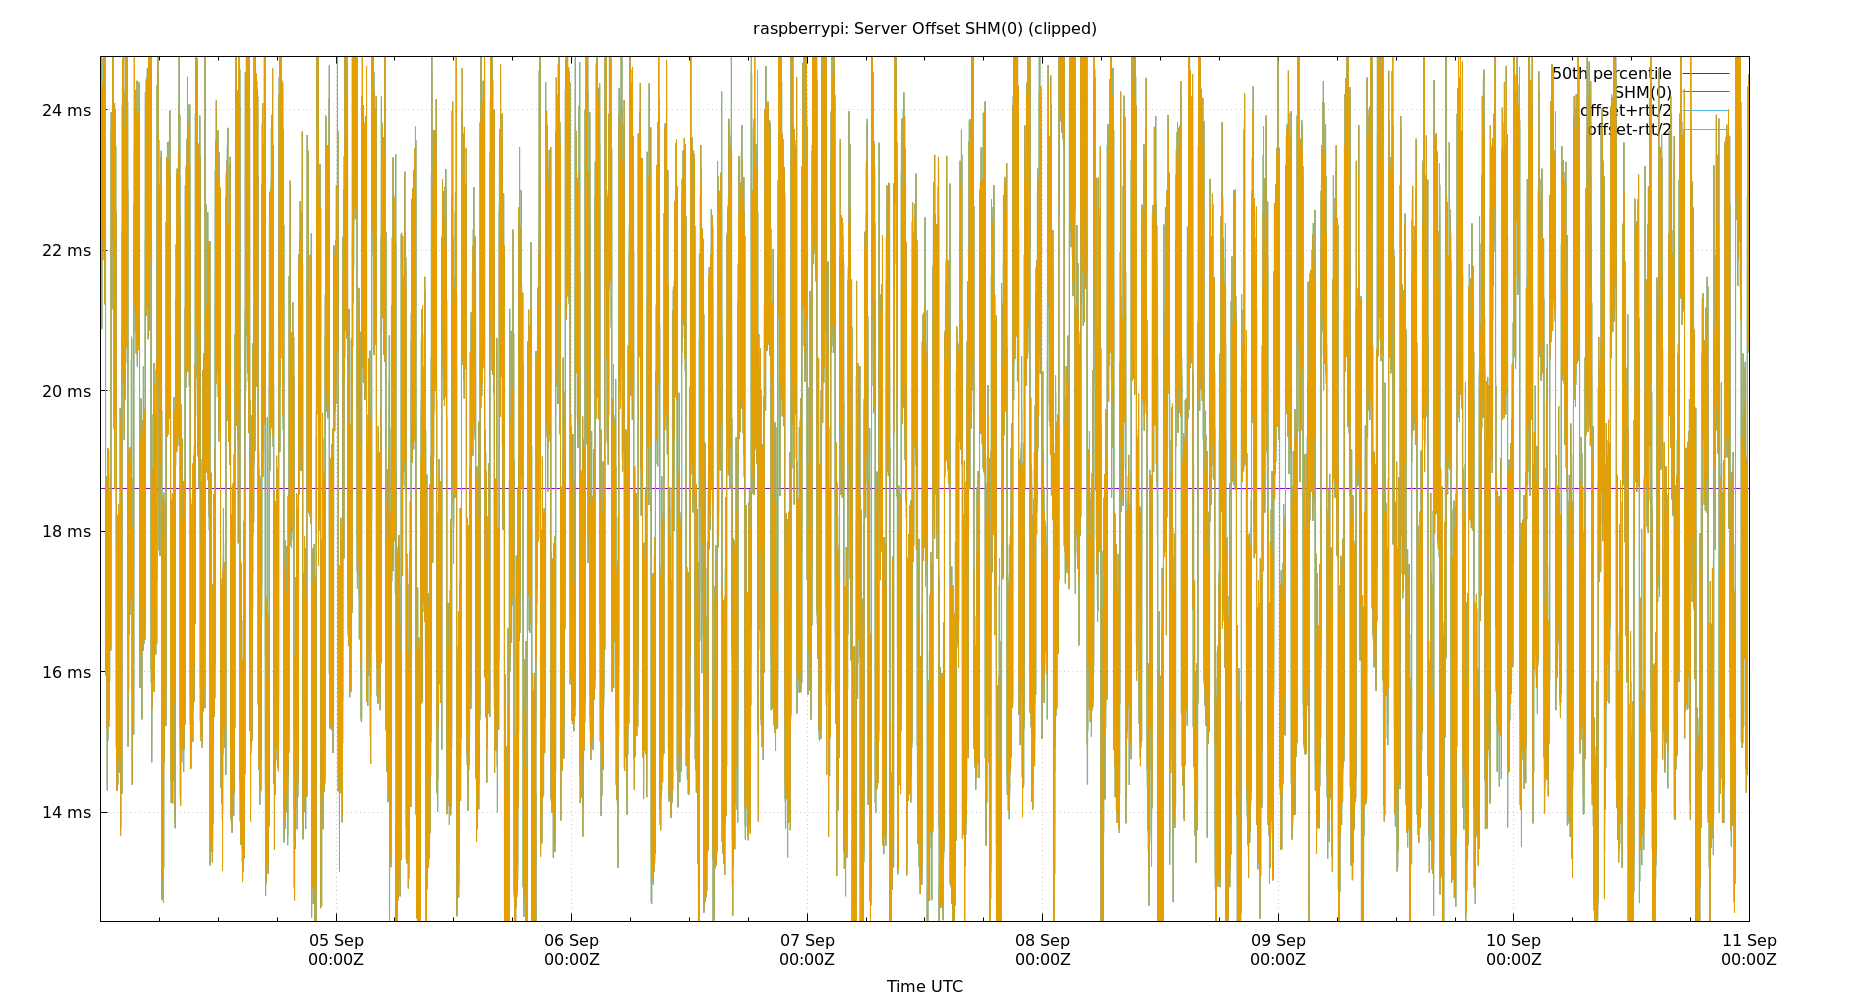 raspberrypi: Server Offset SHM(0) (clipped)
50th percentile
SHM(0)
offset+rtt/2
offset-rtt/2
24 ms
22 ms
20 ms
18 ms
16 ms
14 ms
05 Sep 06 Sep 07 Sep 08 Sep 09 Sep 10 Sep 11 Sep
00:00Z 00:00Z 00:00Z 00:00Z 00:00Z 00:00Z 00:00Z
Time UTC